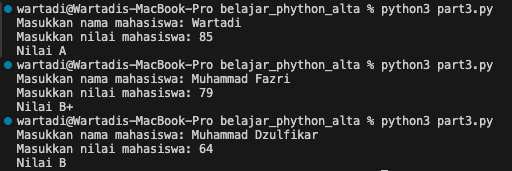 wartadi@Wartadis-MacBook-Pro belajar_phython_alta % python3 part3.py
Masukkan nama mahasiswa: Wartadi
Masukkan nilai mahasiswa: 85
Nilai A
wartadi@Wartadis-MacBook-Pro belajar_phython_alta % python3 part3.py
Masukkan nama mahasiswa: Muhammad Fazri
Masukkan nilai mahasiswa: 79
Nilai B+
wartadi@Wartadis-MacBook-Pro belajar_phython_alta % python3 part3.py
Masukkan nama mahasiswa: Muhammad Dzulfikar
Masukkan nilai mahasiswa: 64
Nilai B